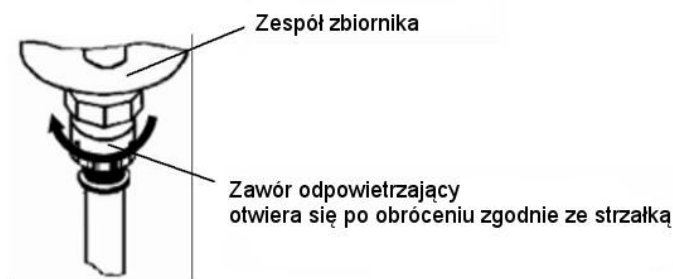 Zespół zbiornika
Zawór odpowietrzający
otwiera się po obróceniu zgodnie ze strzałką